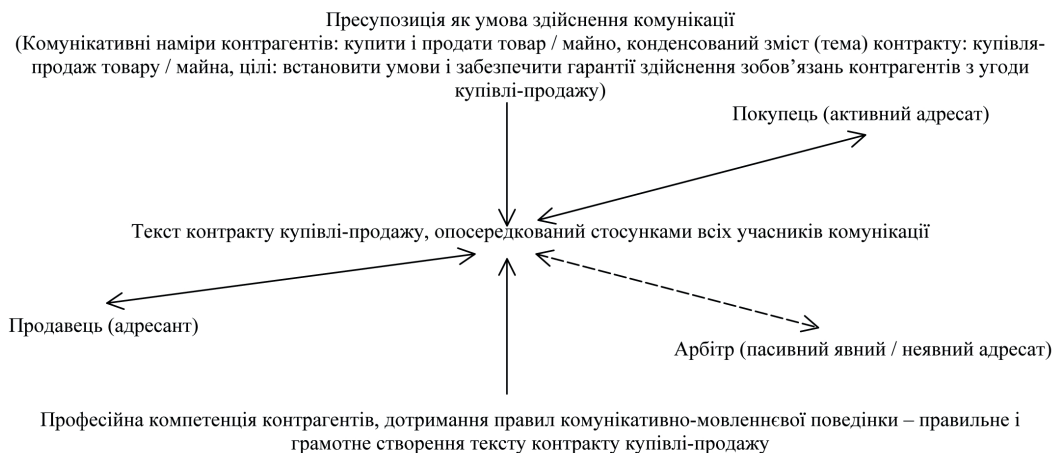 Пресупозиція як умова здійснення комунікації
(Комунікативні наміри контрагентів: купити і продати товар / майно, конденсований зміст (тема) контракту: купівля-
продаж товару / майна, цілі: встановити умови і забезпечити гарантії здійснення зобов’язань контрагентів з угоди
купівлі-продажу)
Покупець (активний адресат)
Текст контракту купівлі-продажу, опосередкований стосунками всіх учасників комунікації
Продавець (адресант)
Арбітр (пасивний явний / неявний адресат)
Професійна компетенція контрагентів, дотримання правил комунікативно-мовленнєвої поведінки – правильне і
грамотне створення тексту контракту купівлі-продажу